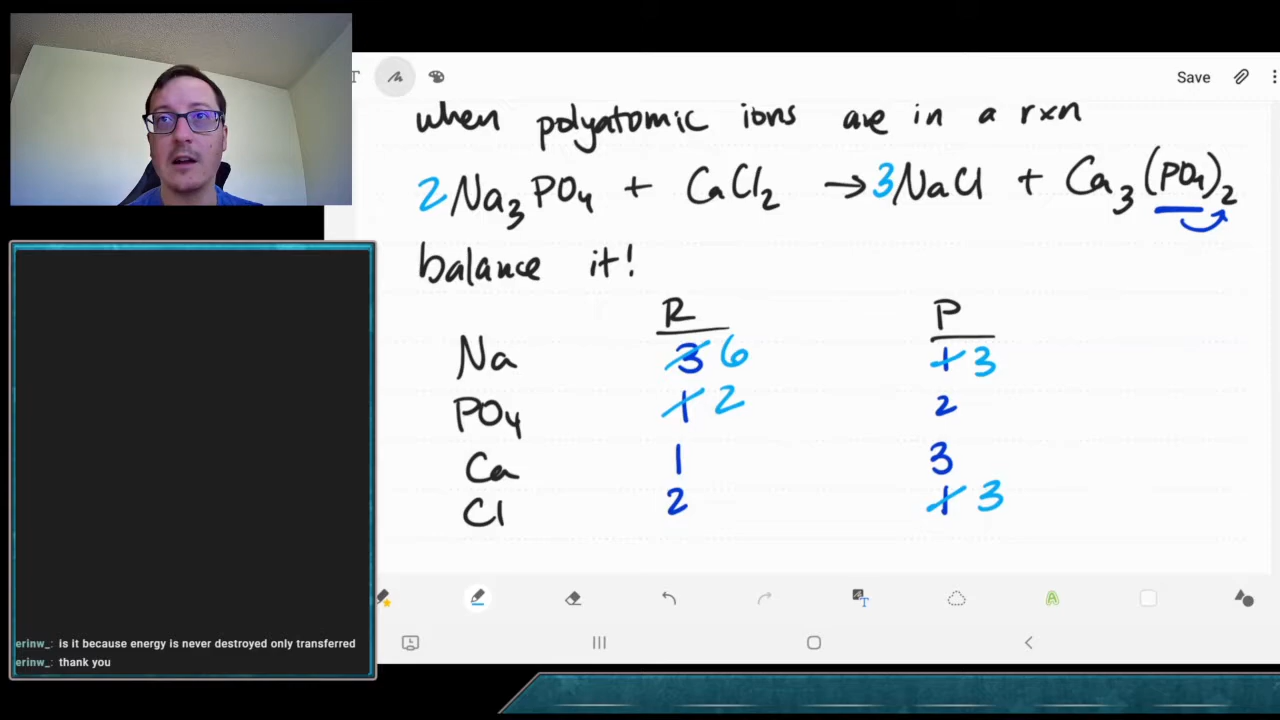 T Save
when polyatomic ions are in a rxn
2Na3PO4 + CaCl2 → 3NaCl + Ca3(PO4)2
balance it!
R P
Na 3 6 1 3
PO4 1 2 2
Ca 1 3
Cl 2 1 3
T
A
erinw_: is it because energy is never destroyed only transferred
erinw_: thank you